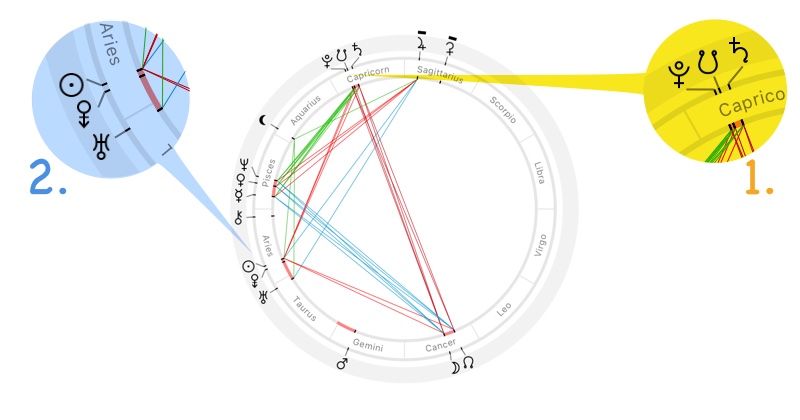 Aries
Caprico
2.
1.
Capricorn
Sagittarius
Aquarius
Scorpio
Pisces
Libra
Aries
Virgo
Taurus
Leo
Gemini
Cancer